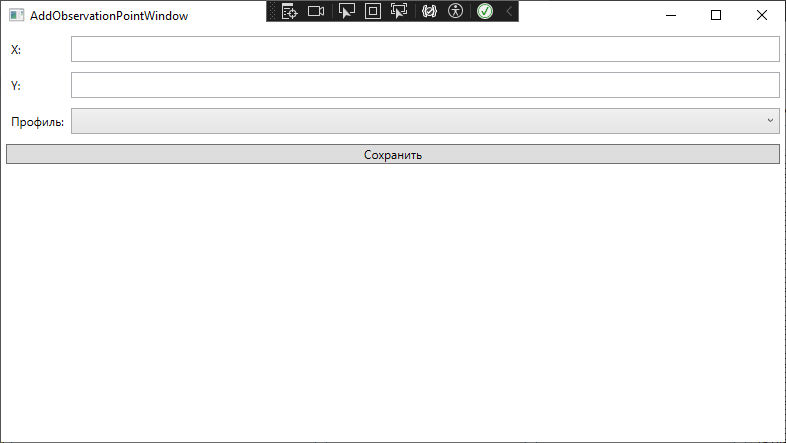 AddObservationPointWindow
X:
Y:
Профиль:
Сохранить